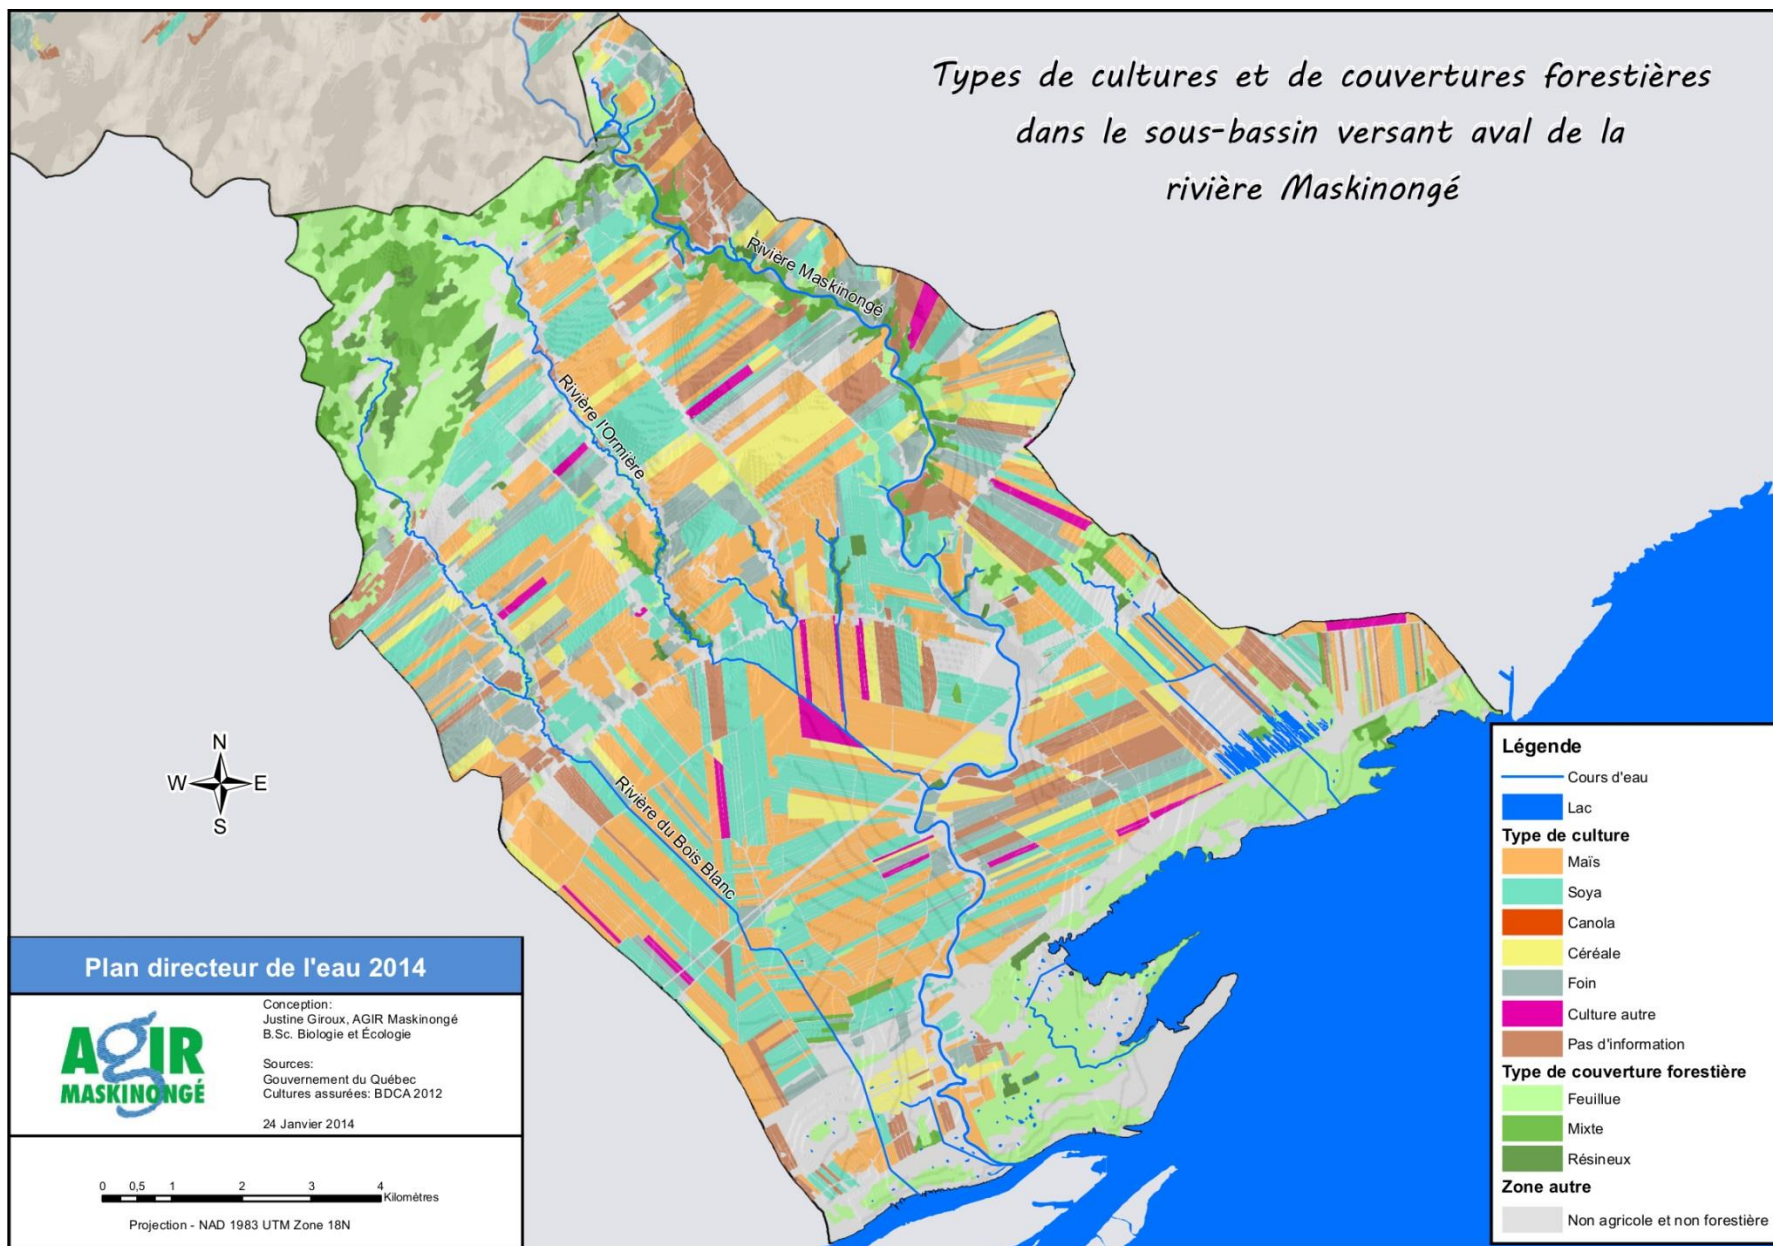 Types de cultures et de couvertures forestières
dans le sous-bassin versant aval de la
rivière Maskinongé
Rivière Maskinongé
Rivière l'Ormière
Rivière du Bois Blanc
N
W
E
S
Plan directeur de l'eau 2014
AGIR
MASKINONGÉ
Conception:
Justine Giroux, AGIR Maskinongé
B.Sc. Biologie et Écologie
Sources:
Gouvernement du Québec
Cultures assurées: BDCA 2012
24 Janvier 2014
0 0,5 1 2 3 4
Kilomètres
Projection - NAD 1983 UTM Zone 18N
Légende
Cours d'eau
Lac
Type de culture
Maïs
Soya
Canola
Céréale
Foin
Culture autre
Pas d'information
Type de couverture forestière
Feuillue
Mixte
Résineux
Zone autre
Non agricole et non forestière